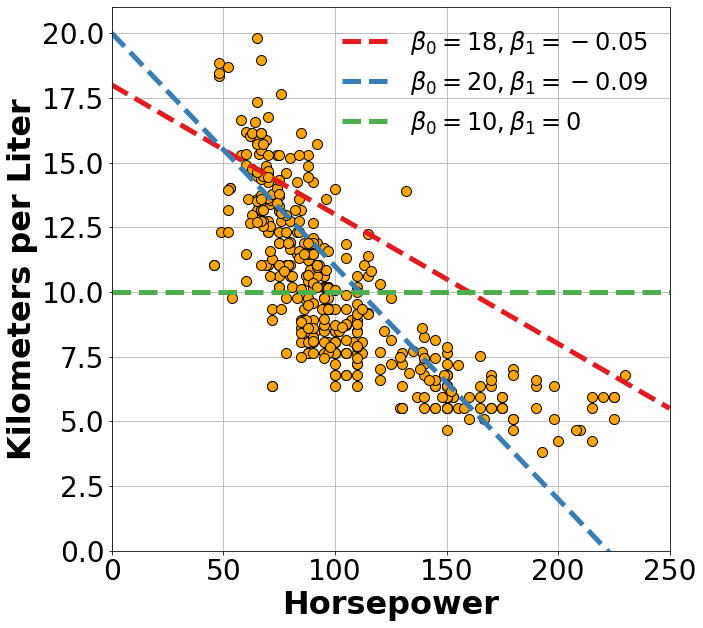 20.0
17.5
15.0
12.5
10.0
7.5
5.0
2.5
0.0
Kilometers per Liter
β₀ = 18, β₁ = −0.05
β₀ = 20, β₁ = −0.09
β₀ = 10, β₁ = 0
0 50 100 150 200 250
Horsepower